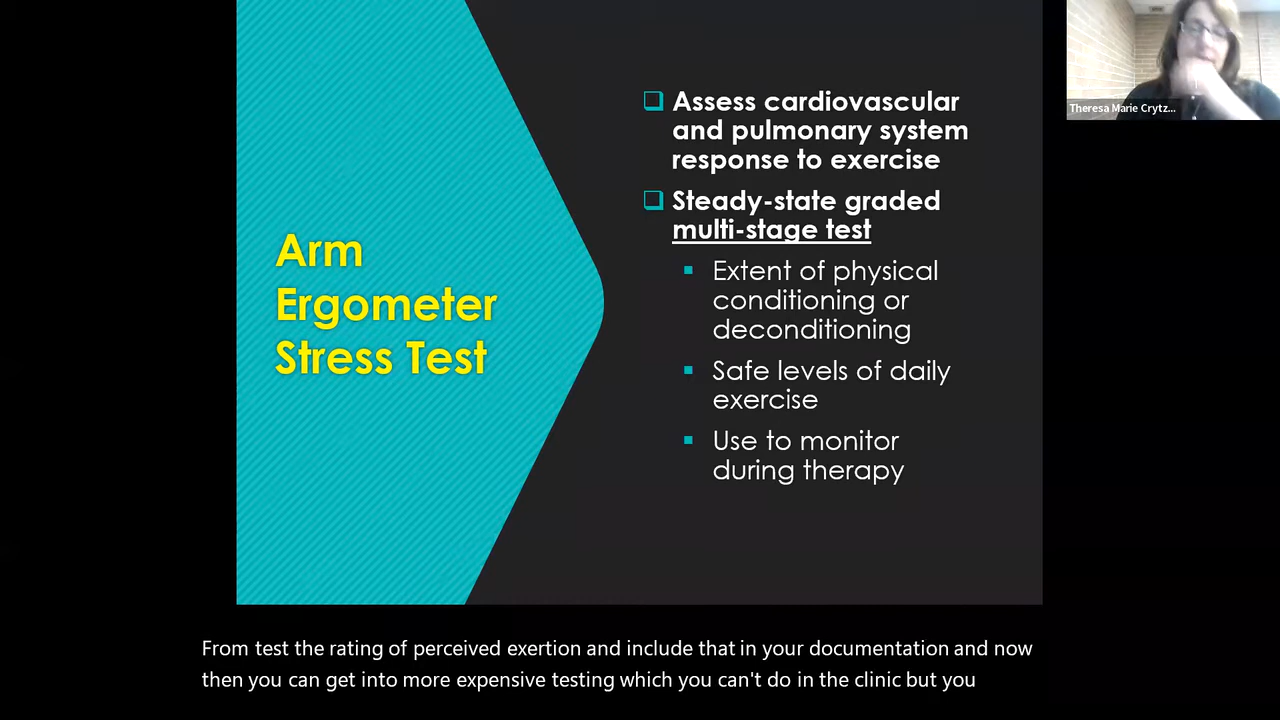 Arm
Ergometer
Stress Test
Assess cardiovascular
and pulmonary system
response to exercise
Steady-state graded
multi-stage test
Extent of physical
conditioning or
deconditioning
Safe levels of daily
exercise
Use to monitor
during therapy
Theresa Marie Crytz...
From test the rating of perceived exertion and include that in your documentation and now
then you can get into more expensive testing which you can't do in the clinic but you